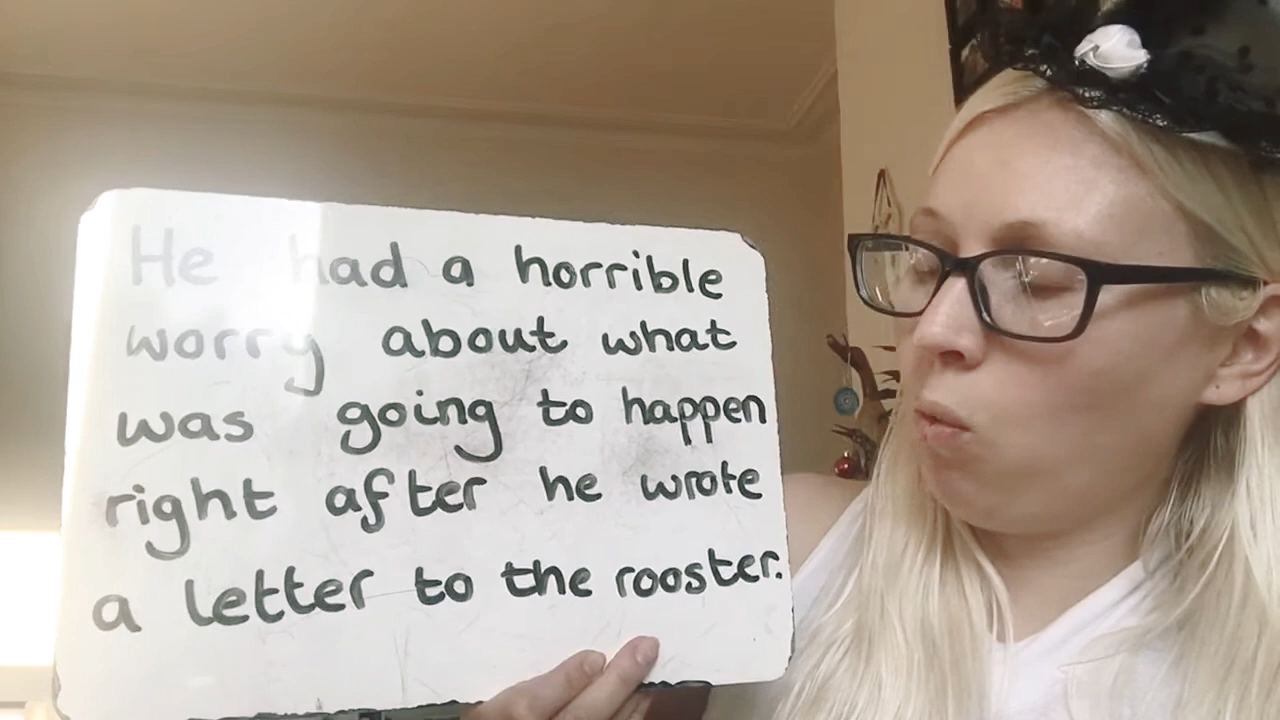 He had a horrible
worry about what
was going to happen
right after he wrote
a letter to the rooster.